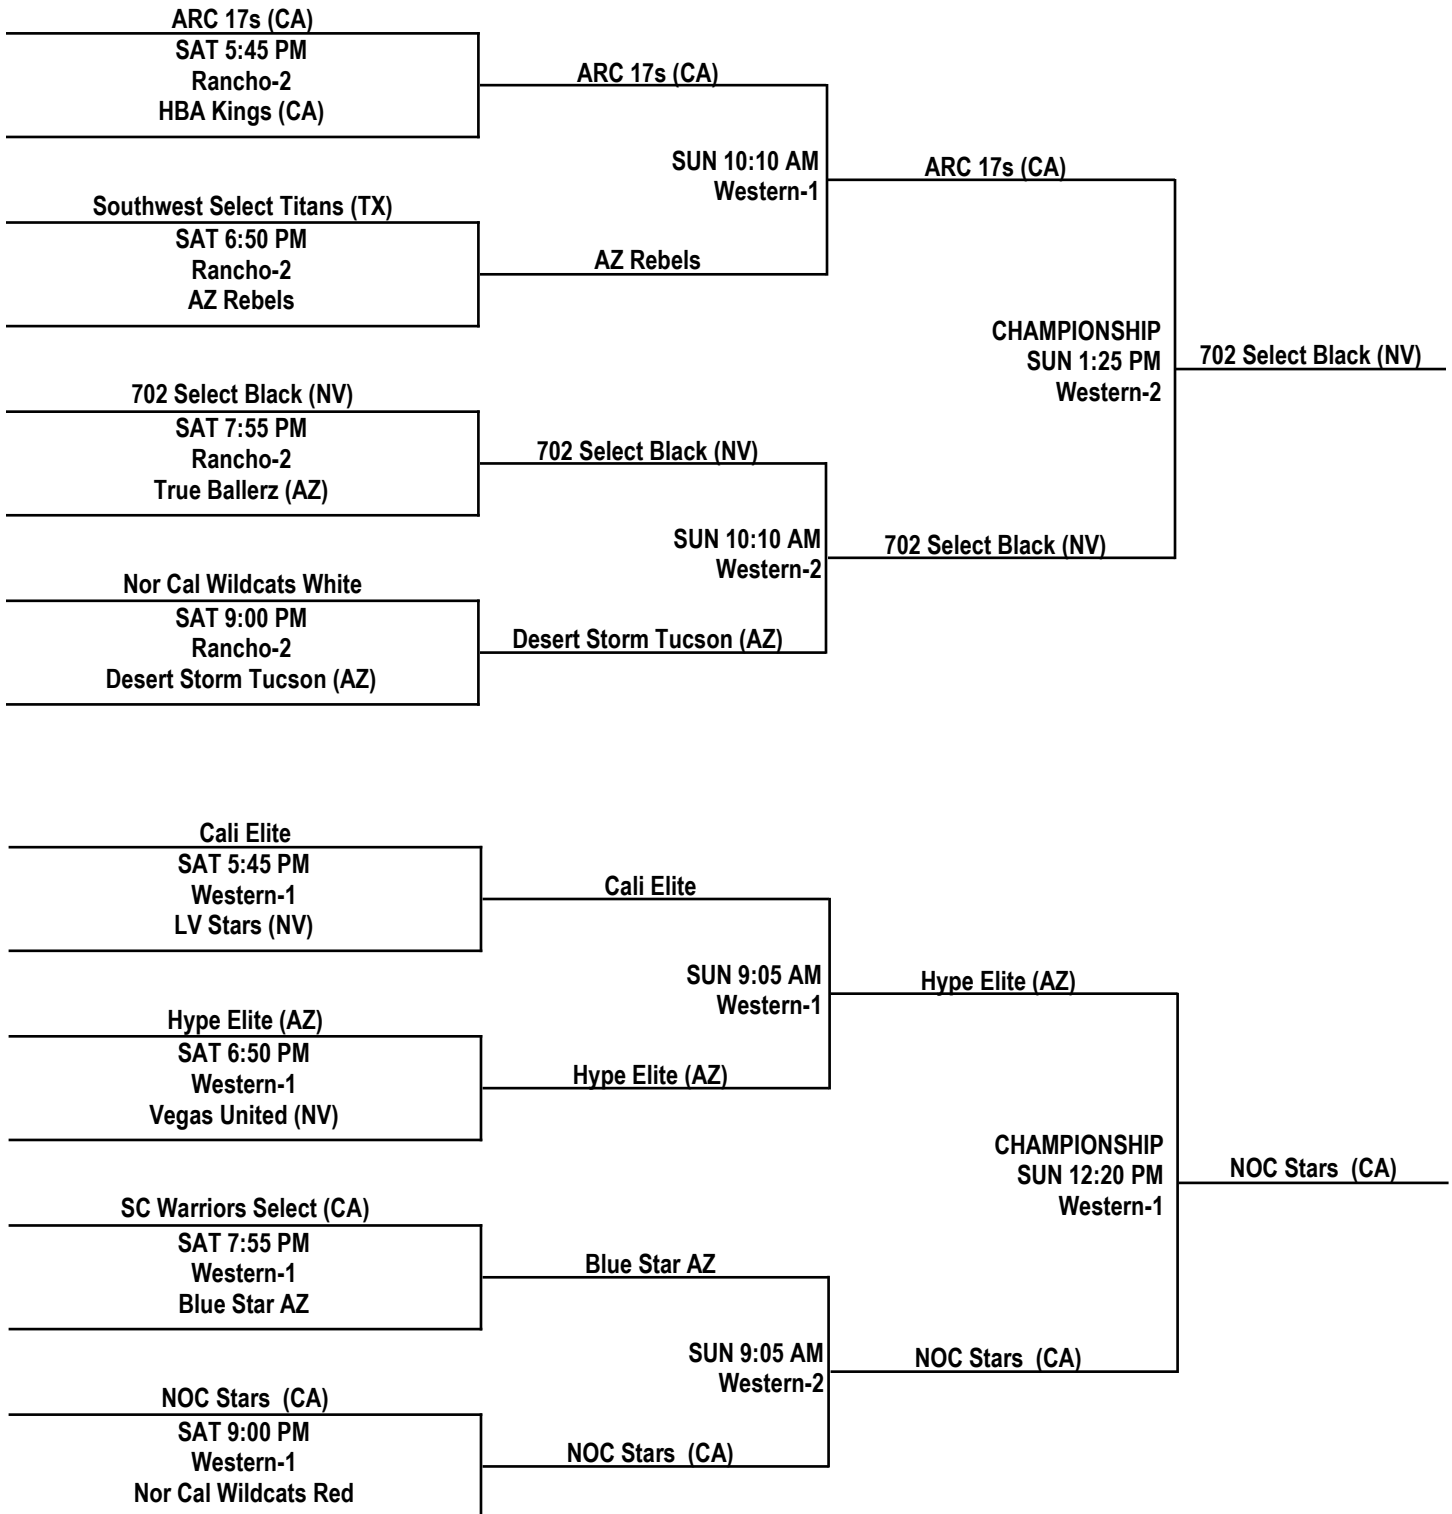 ARC 17s (CA)
SAT 5:45 PM
Rancho-2
HBA Kings (CA)
ARC 17s (CA)
SUN 10:10 AM
Western-1
ARC 17s (CA)
Southwest Select Titans (TX)
SAT 6:50 PM
Rancho-2
AZ Rebels
AZ Rebels
CHAMPIONSHIP
SUN 1:25 PM
Western-2
702 Select Black (NV)
702 Select Black (NV)
SAT 7:55 PM
Rancho-2
True Ballerz (AZ)
702 Select Black (NV)
SUN 10:10 AM
Western-2
702 Select Black (NV)
Nor Cal Wildcats White
SAT 9:00 PM
Rancho-2
Desert Storm Tucson (AZ)
Desert Storm Tucson (AZ)
Cali Elite
SAT 5:45 PM
Western-1
LV Stars (NV)
Cali Elite
SUN 9:05 AM
Western-1
Hype Elite (AZ)
Hype Elite (AZ)
SAT 6:50 PM
Western-1
Vegas United (NV)
Hype Elite (AZ)
CHAMPIONSHIP
SUN 12:20 PM
Western-1
NOC Stars  (CA)
SC Warriors Select (CA)
SAT 7:55 PM
Western-1
Blue Star AZ
Blue Star AZ
SUN 9:05 AM
Western-2
NOC Stars  (CA)
NOC Stars  (CA)
SAT 9:00 PM
Western-1
Nor Cal Wildcats Red
NOC Stars  (CA)